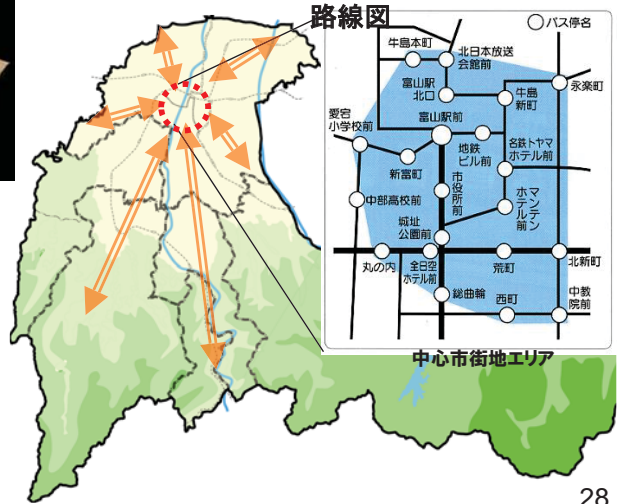 路線図
バス停名
牛島本町
北日本放送
会館前
富山駅
北口
牛島
新町
永楽町
愛宕
小学校前
富山駅前
新富町
地鉄
ビル前
名鉄トヤマ
ホテル前
中部高校前
市役所前
マンテン
ホテル前
城址
公園前
丸の内
全日空
ホテル前
荒町
北新町
総曲輪
西町
中教
院前
中心市街地エリア
28